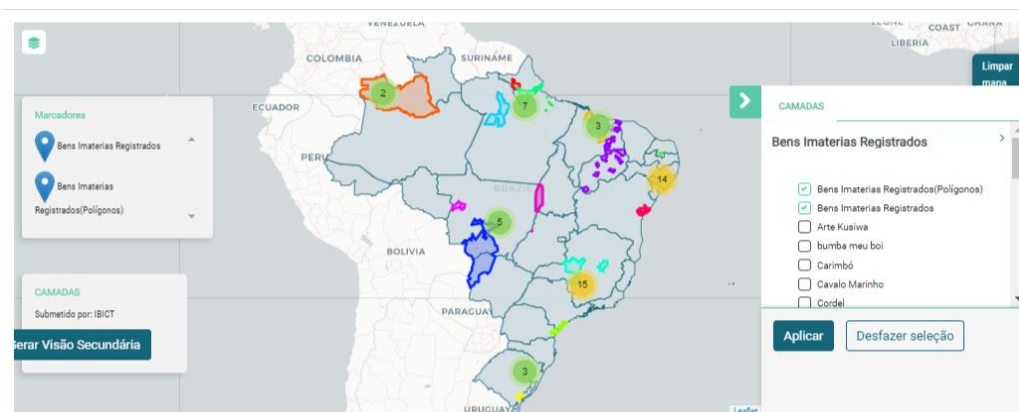 VENEZUELA
COAST
GHANA
LIBERIA
COLOMBIA
SURINAME
Limpar
mapa
ECUADOR
2
7
3
CAMADAS
Marcadores
Bens Imaterias Registrados
Bens Imaterias
Registrados(Polígonos)
PERU
BRAZIL
14
Bens Imaterias Registrados
Bens Imaterias Registrados(Polígonos)
Bens Imaterias Registrados
Arte Kusiwa
bumba meu boi
Carimbó
Cavalo Marinho
Cordel
5
BOLIVIA
15
CAMADAS
Submetido por: IBICT
PARAGUA
erar Visão Secundária
Aplicar
Desfazer seleção
3
URUGUAY
Leaflet